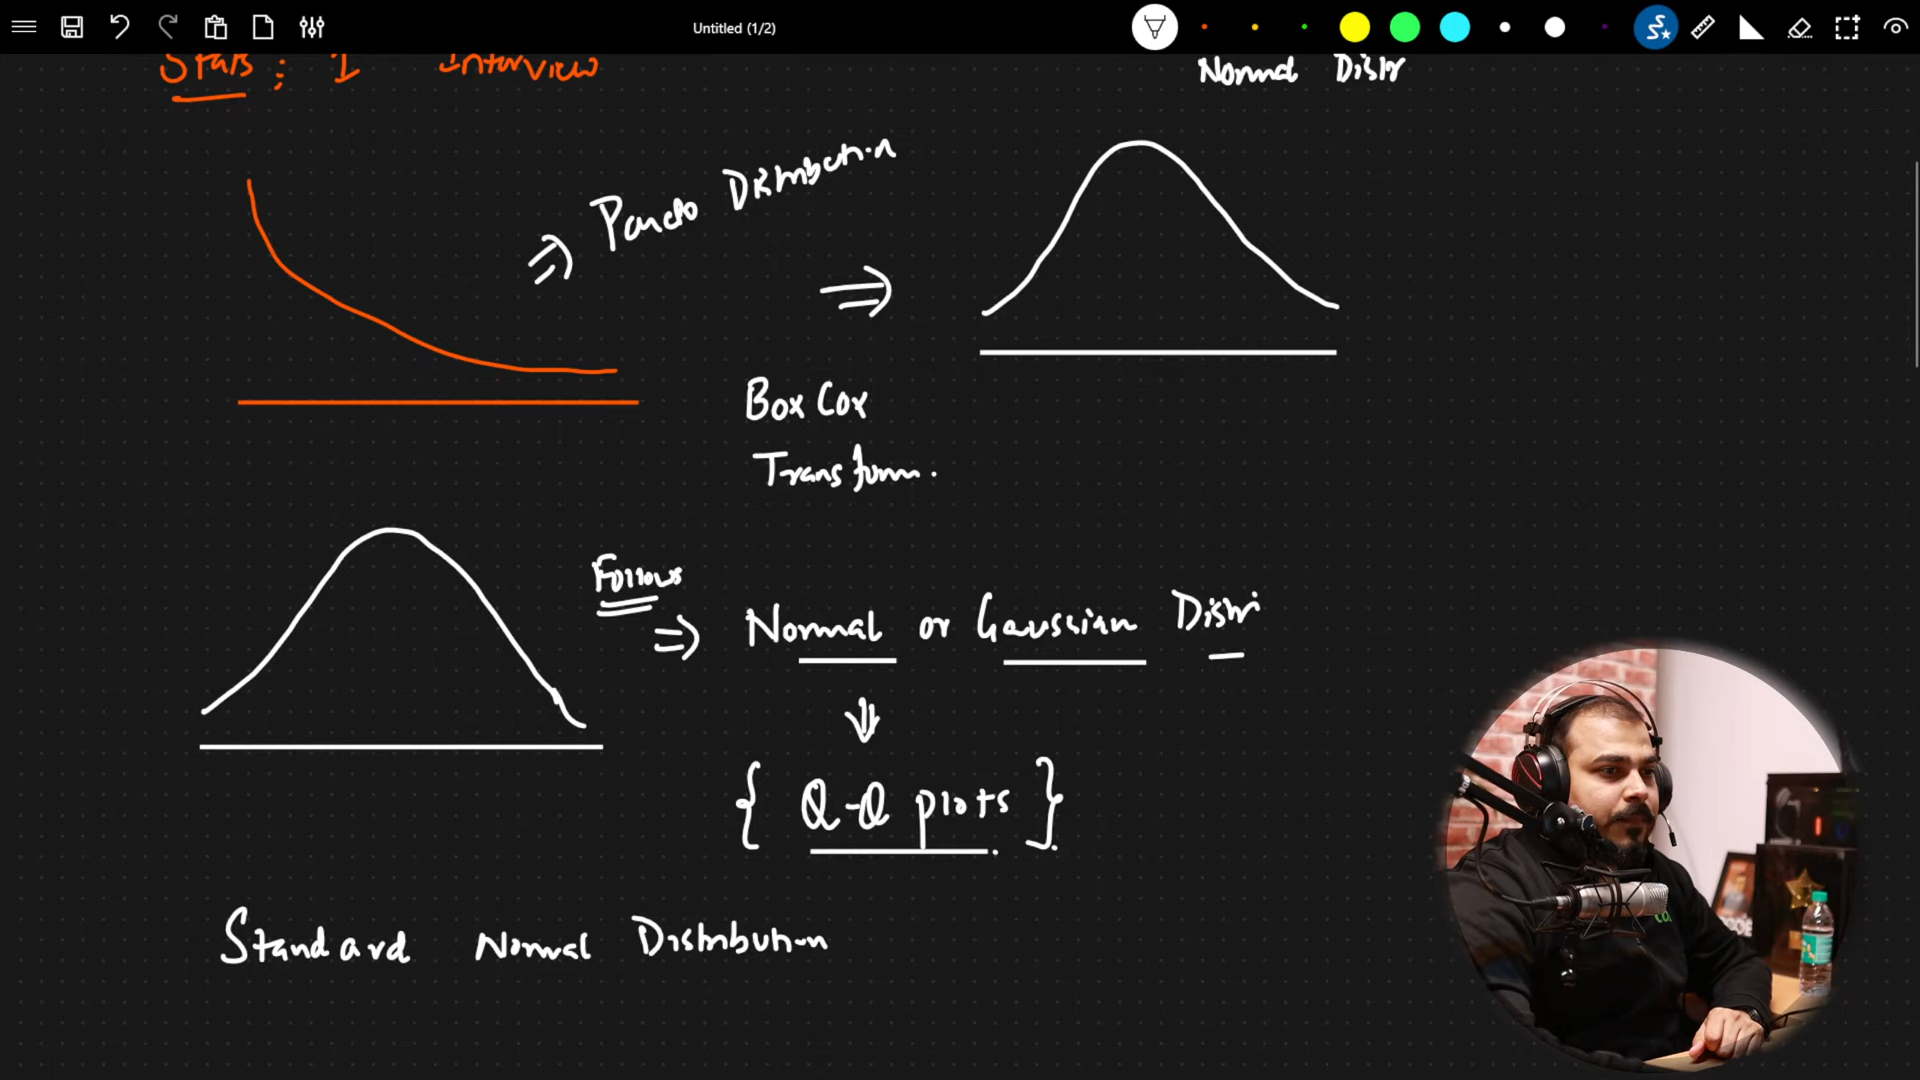 Untitled (1/2)
Stats : I Interview
Normal Distr
⇒ Pareto Distribution
⇒
Box Cox
Transform.
Follows
⇒ Normal or Gaussian Distri
⇓
{ Q-Q plots }
Standard Normal Distribution